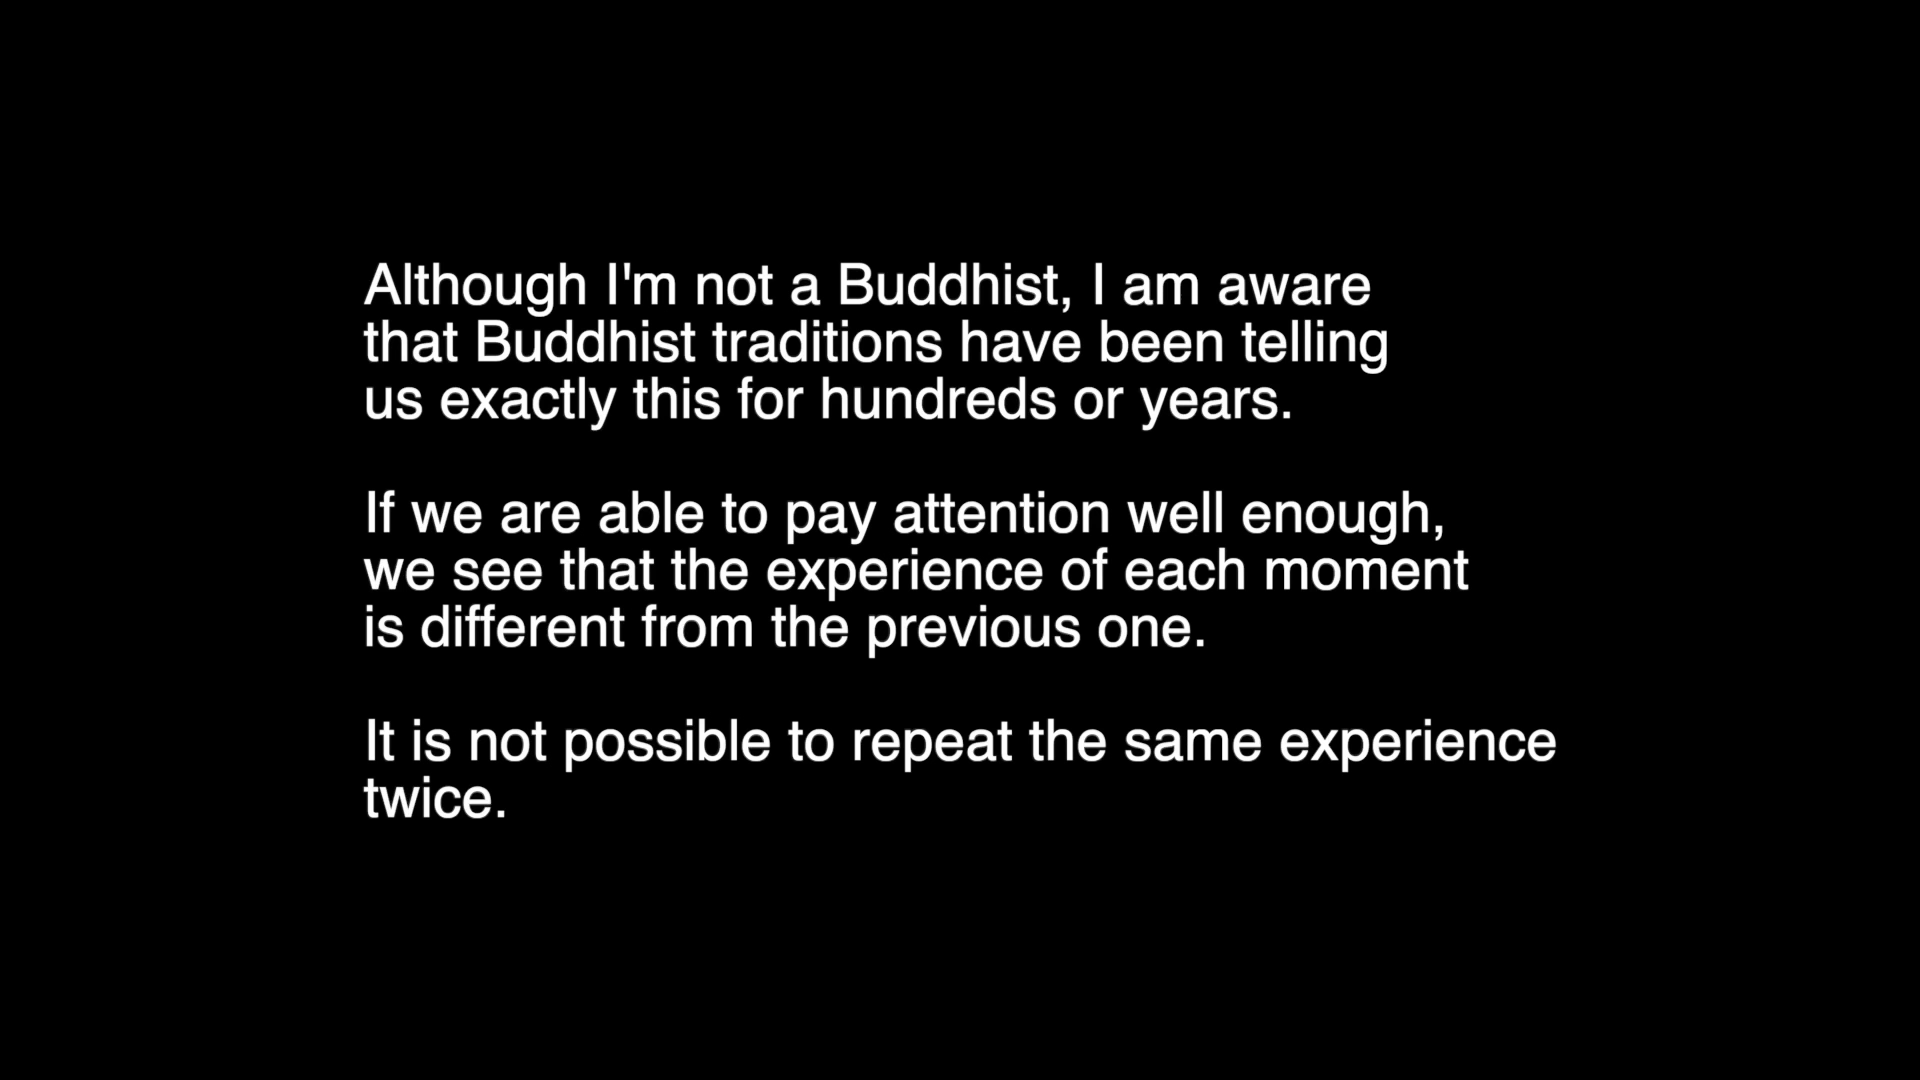 Although I'm not a Buddhist, I am aware
that Buddhist traditions have been telling
us exactly this for hundreds or years.
If we are able to pay attention well enough,
we see that the experience of each moment
is different from the previous one.
It is not possible to repeat the same experience
twice.